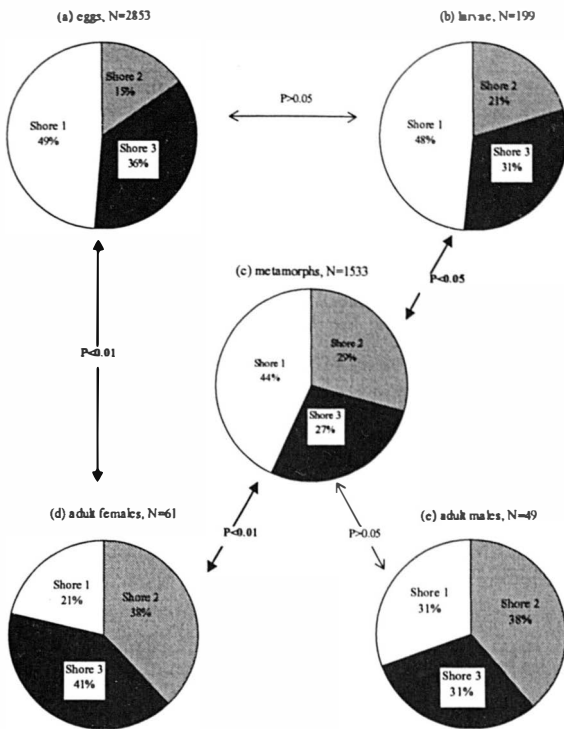 (a) eggs, N=2853
Shore 2
15%
Shore 1
49%
Shore 3
36%
P>0.05
(b) larvae, N=199
Shore 2
21%
Shore 1
48%
Shore 3
31%
P<0.01
P<0.05
(c) metamorphs, N=1533
Shore 2
29%
Shore 1
44%
Shore 3
27%
P<0.01
P>0.05
(d) adult females, N=61
Shore 1
21%
Shore 2
38%
Shore 3
41%
(e) adult males, N=49
Shore 1
31%
Shore 2
38%
Shore 3
31%